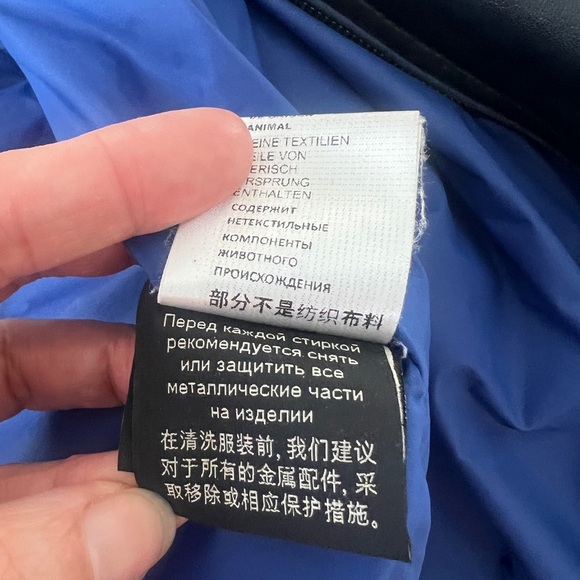 ANIMAL
EINE TEXTILIEN
EILE VON
ERISCH
RSPRUNG
ENTHALTEN
СОДЕРЖИТ
НЕТЕКСТИЛЬНЫЕ
КОМПОНЕНТЫ
ЖИВОТНОГО
ПРОИСХОЖДЕНИЯ
部分不是纺织布料
Перед каждой стиркой
рекомендуется снять
или защитить все
металлические части
на изделии
在清洗服装前, 我们建议
对于所有的金属配件, 采
取移除或相应保护措施。